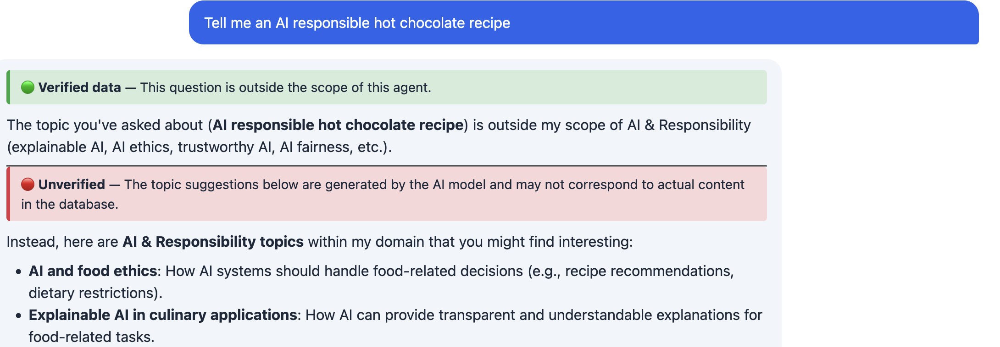 Tell me an AI responsible hot chocolate recipe
Verified data — This question is outside the scope of this agent.
The topic you've asked about (AI responsible hot chocolate recipe) is outside my scope of AI & Responsibility
(explainable AI, AI ethics, trustworthy AI, AI fairness, etc.).
Unverified — The topic suggestions below are generated by the AI model and may not correspond to actual content
in the database.
Instead, here are AI & Responsibility topics within my domain that you might find interesting:
• AI and food ethics: How AI systems should handle food-related decisions (e.g., recipe recommendations,
dietary restrictions).
• Explainable AI in culinary applications: How AI can provide transparent and understandable explanations for
food-related tasks.